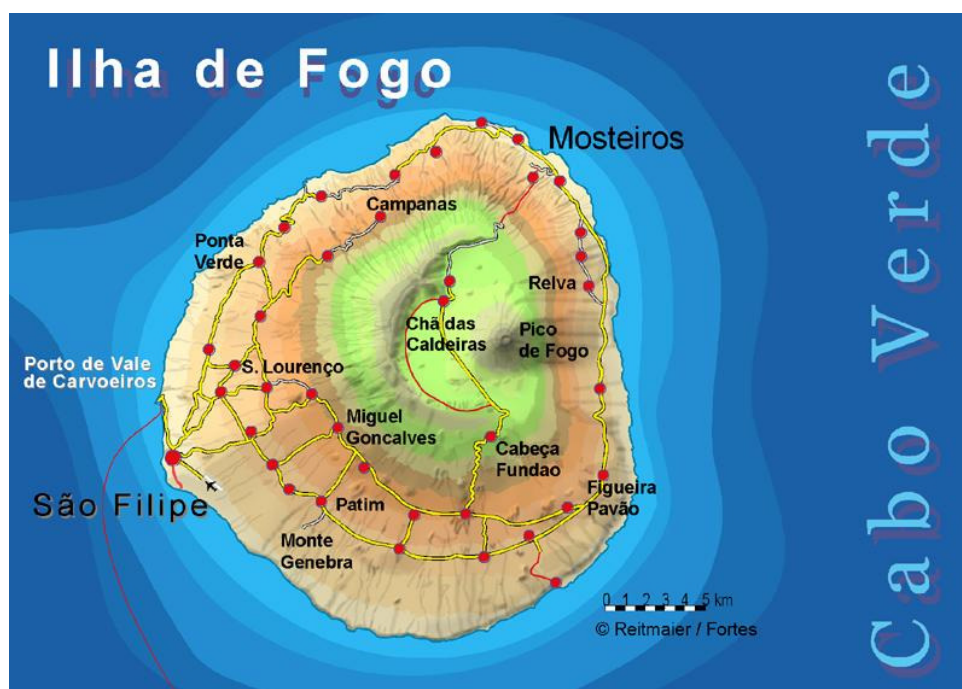 Ilha de Fogo
Mosteiros
Campanas
Ponta
Verde
Relva
Chã das
Caldeiras
Pico
de Fogo
Porto de Vale
de Carvoeiros
S. Lourenço
Miguel
Goncalves
Cabeça
Fundao
São Filipe
Patim
Figueira
Pavão
Monte
Genebra
0 1 2 3 4 5 km
© Reitmaier / Fortes
Cabo Verde